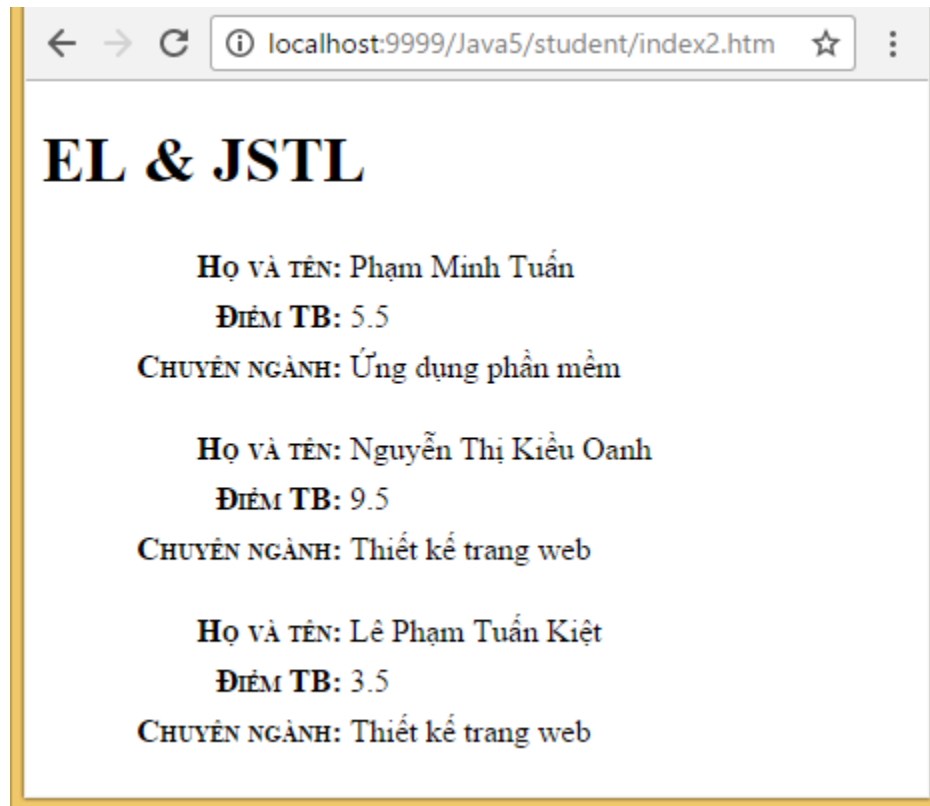 localhost:9999/Java5/student/index2.htm
EL & JSTL
Họ và tên: Phạm Minh Tuấn
Điểm TB: 5.5
Chuyên ngành: Ứng dụng phần mềm
Họ và tên: Nguyễn Thị Kiều Oanh
Điểm TB: 9.5
Chuyên ngành: Thiết kế trang web
Họ và tên: Lê Phạm Tuấn Kiệt
Điểm TB: 3.5
Chuyên ngành: Thiết kế trang web